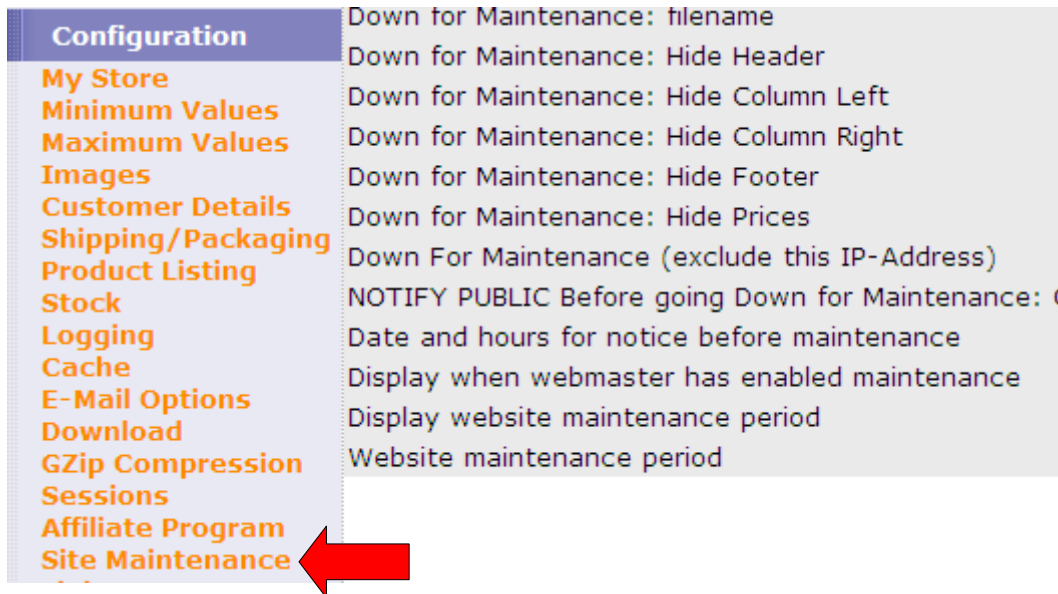 Configuration
My Store
Minimum Values
Maximum Values
Images
Customer Details
Shipping/Packaging
Product Listing
Stock
Logging
Cache
E-Mail Options
Download
GZip Compression
Sessions
Affiliate Program
Site Maintenance
Down for Maintenance: filename
Down for Maintenance: Hide Header
Down for Maintenance: Hide Column Left
Down for Maintenance: Hide Column Right
Down for Maintenance: Hide Footer
Down for Maintenance: Hide Prices
Down For Maintenance (exclude this IP-Address)
NOTIFY PUBLIC Before going Down for Maintenance:
Date and hours for notice before maintenance
Display when webmaster has enabled maintenance
Display website maintenance period
Website maintenance period